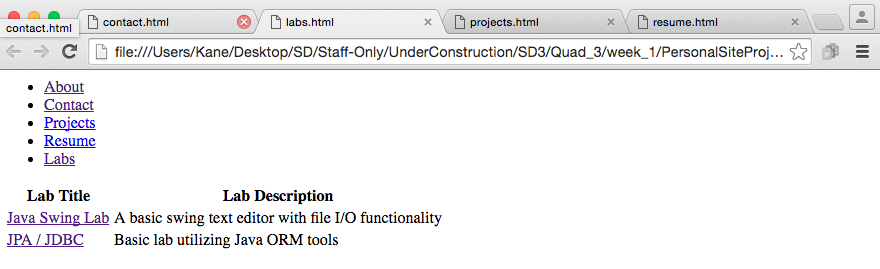 contact.html labs.html projects.html resume.html
contact.html
file:///Users/Kane/Desktop/SD/Staff-Only/UnderConstruction/SD3/Quad_3/week_1/PersonalSiteProj...
About
Contact
Projects
Resume
Labs
Lab Title Lab Description
Java Swing Lab A basic swing text editor with file I/O functionality
JPA / JDBC Basic lab utilizing Java ORM tools